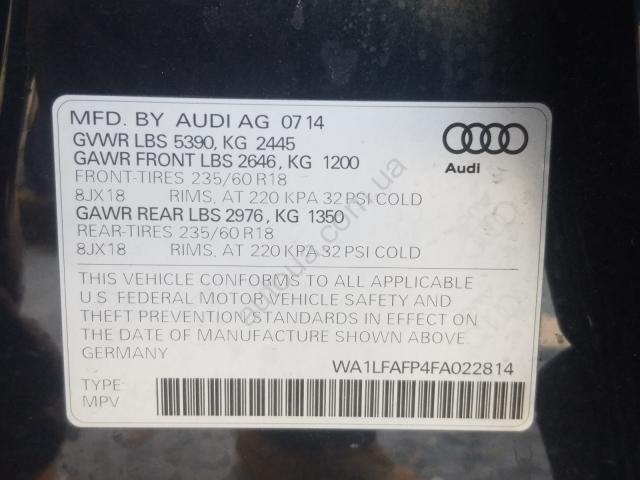 MFD. BY AUDI AG 0714
GVWR LBS 5390, KG 2445
GAWR FRONT LBS 2646, KG 1200
FRONT-TIRES 235/60 R18
8JX18 RIMS, AT 220 KPA 32 PSI COLD
GAWR REAR LBS 2976, KG 1350
REAR-TIRES 235/60 R18
8JX18 RIMS, AT 220 KPA 32 PSI COLD
Audi
THIS VEHICLE CONFORMS TO ALL APPLICABLE
U.S. FEDERAL MOTOR VEHICLE SAFETY AND
THEFT PREVENTION STANDARDS IN EFFECT ON
THE DATE OF MANUFACTURE SHOWN ABOVE.
GERMANY
WA1LFAFP4FA022814
TYPE:
MPV